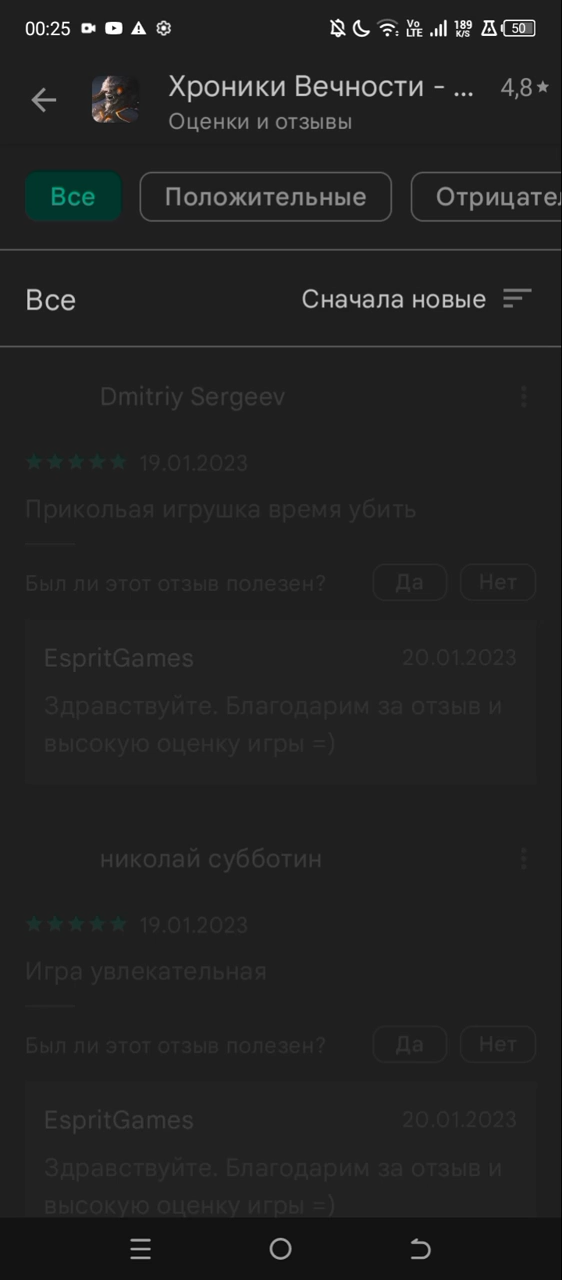 00:25
Vo LTE
189 K/S
50
Хроники Вечности - ...
4,8★
Оценки и отзывы
Все
Положительные
Отрицател
Все
Сначала новые
Dmitriy Sergeev
★★★★★ 19.01.2023
Прикольая игрушка время убить
Был ли этот отзыв полезен?
Да
Нет
EspritGames
20.01.2023
Здравствуйте. Благодарим за отзыв и
высокую оценку игры =)
николай субботин
★★★★★ 19.01.2023
Игра увлекательная
Был ли этот отзыв полезен?
Да
Нет
EspritGames
20.01.2023
Здравствуйте. Благодарим за отзыв и
высокую оценку игры =)